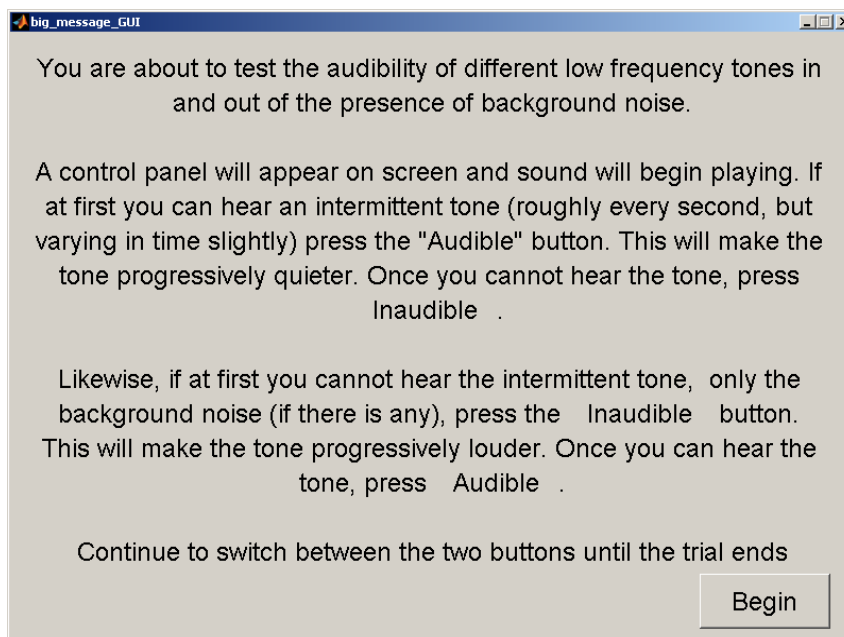 big_message_GUI
You are about to test the audibility of different low frequency tones in
and out of the presence of background noise.
A control panel will appear on screen and sound will begin playing. If
at first you can hear an intermittent tone (roughly every second, but
varying in time slightly) press the "Audible" button. This will make the
tone progressively quieter. Once you cannot hear the tone, press
Inaudible .
Likewise, if at first you cannot hear the intermittent tone, only the
background noise (if there is any), press the Inaudible button.
This will make the tone progressively louder. Once you can hear the
tone, press Audible .
Continue to switch between the two buttons until the trial ends
Begin